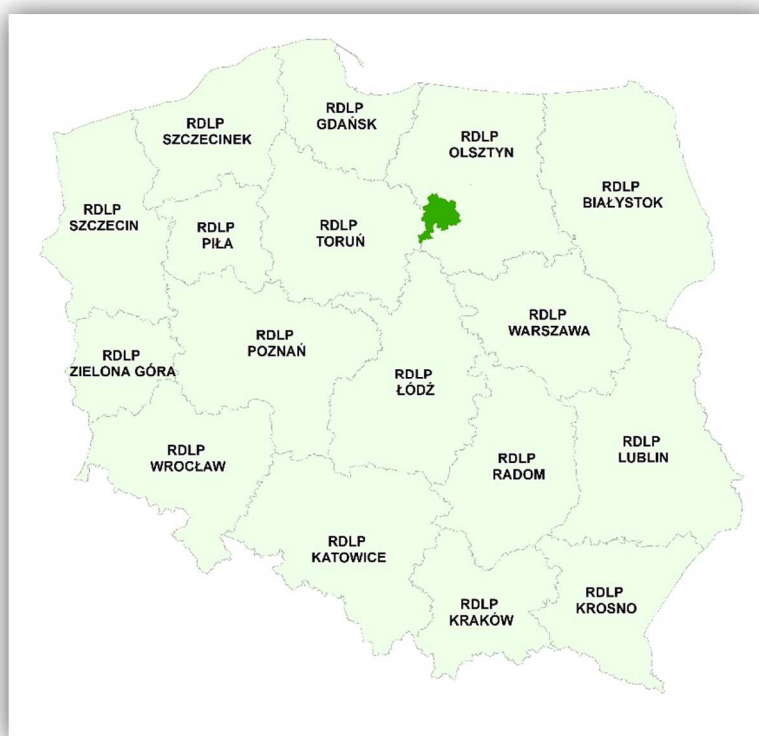 RDLP
GDAŃSK
RDLP
SZCZECINEK
RDLP
OLSZTYN
RDLP
BIAŁYSTOK
RDLP
SZCZECIN
RDLP
PIŁA
RDLP
TORUŃ
RDLP
WARSZAWA
RDLP
POZNAŃ
RDLP
ZIELONA GÓRA
RDLP
ŁÓDŹ
RDLP
LUBLIN
RDLP
WROCŁAW
RDLP
RADOM
RDLP
KATOWICE
RDLP
KROSNO
RDLP
KRAKÓW